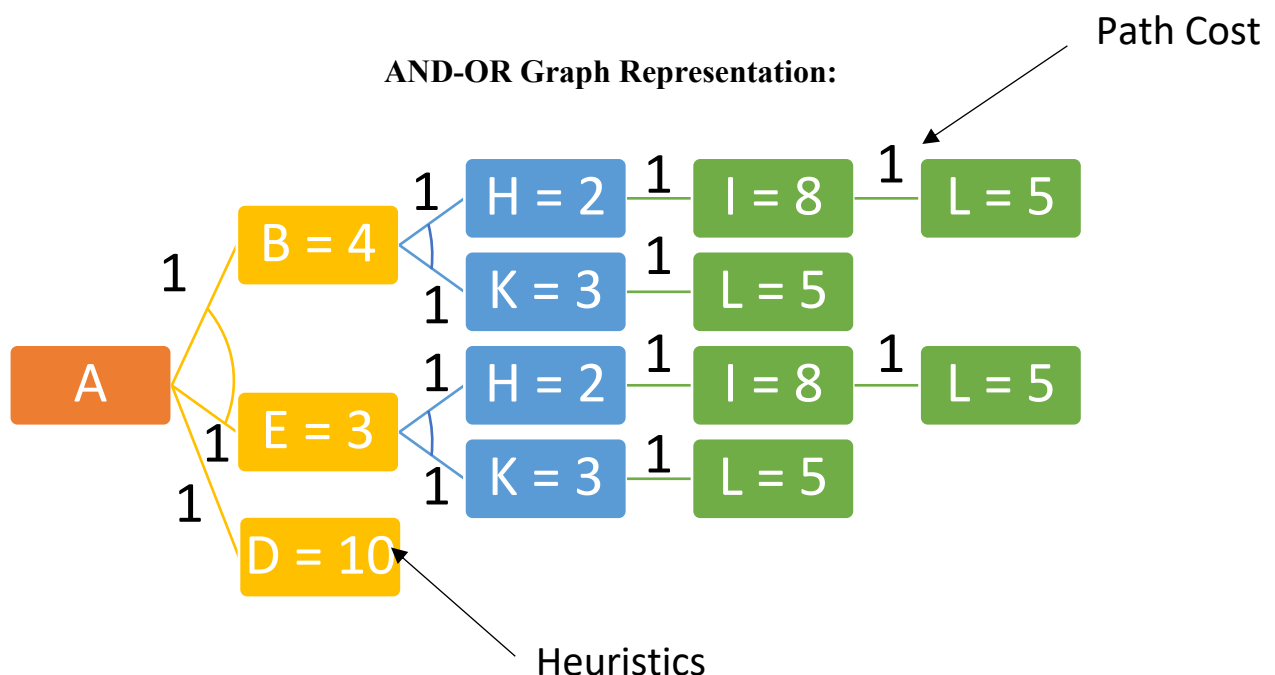 Path Cost
AND-OR Graph Representation:
1
H = 2
1
I = 8
1
L = 5
1
B = 4
1
K = 3
1
L = 5
A
1
E = 3
1
H = 2
1
I = 8
1
L = 5
1
K = 3
1
L = 5
1
D = 10
Heuristics